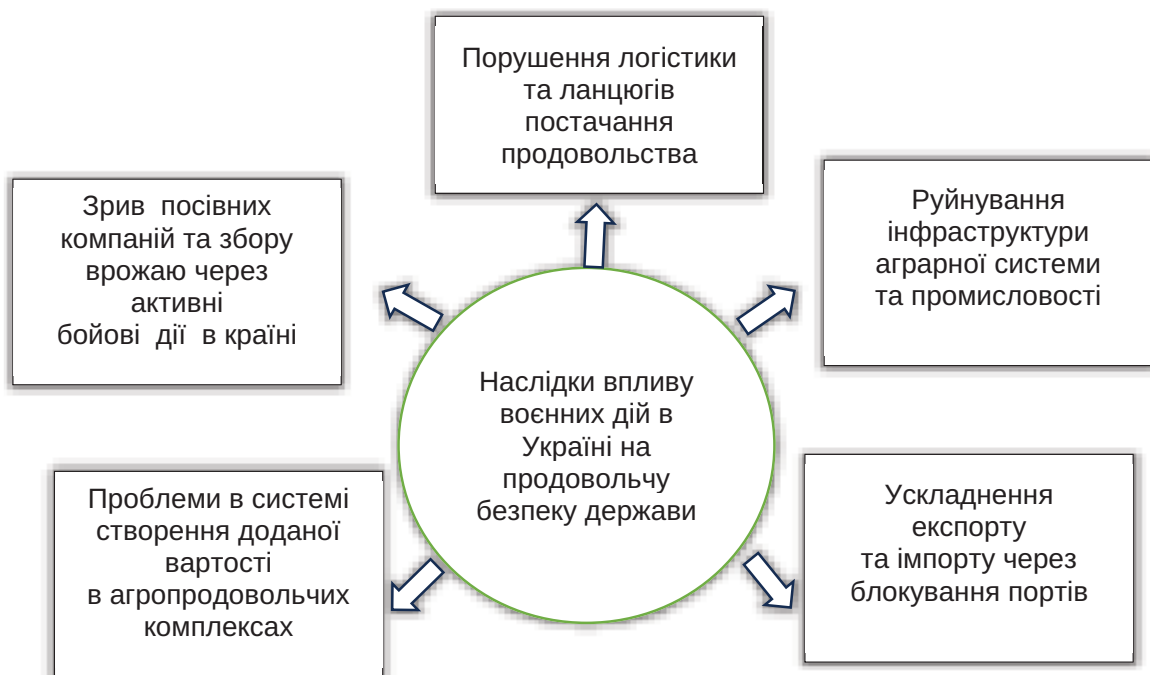 Порушення логістики
та ланцюгів
постачання
продовольства
Зрив посівних
компаній та збору
врожаю через
активні
бойові дії в країні
Руйнування
інфраструктури
аграрної системи
та промисловості
Наслідки впливу
воєнних дій в
Україні на
продовольчу
безпеку держави
Проблеми в системі
створення доданої
вартості
в агропродовольчих
комплексах
Ускладнення
експорту
та імпорту через
блокування портів